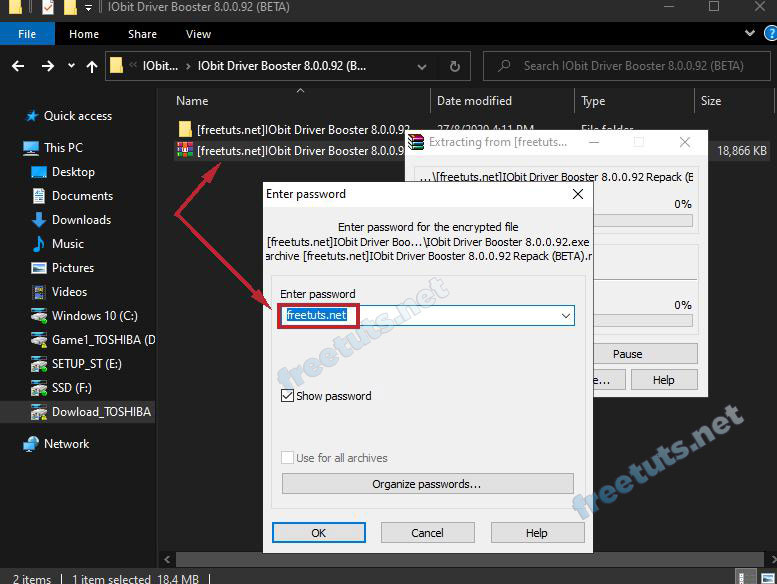 IObit Driver Booster 8.0.0.92 (BETA)
File Home Share View
IObit... IObit Driver Booster 8.0.0.92 (B... Search IObit Driver Booster 8.0.0.92 (BETA)
Name Date modified Type Size
[freetuts.net]IObit Driver Booster 8.0.0.92 27/8/2020 4:11 PM File folder
[freetuts.net]IObit Driver Booster 8.0.0.9 18,866 KB
Quick access
This PC
Desktop
Documents
Downloads
Music
Pictures
Videos
Windows 10 (C:)
Game1_TOSHIBA (D
SETUP_ST (E:)
SSD (F:)
Dowload_TOSHIBA
Network
Extracting from [freetuts...
...\[freetuts.net]IObit Driver Booster 8.0.0.92 Repack (B
0%
0%
Pause
e... Help
Enter password
Enter password for the encrypted file
[freetuts.net]IObit Driver Boo...\IObit Driver Booster 8.0.0.92.exe
archive [freetuts.net]IObit Driver Booster 8.0.0.92 Repack (BETA).r
Enter password
freetuts.net
Show password
Use for all archives
Organize passwords...
OK Cancel Help
freetuts.net
freetuts.net
2 items 1 item selected 18.4 MB